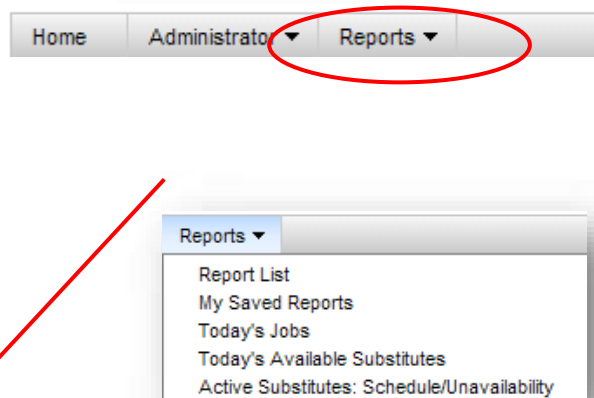 Home Administrator ▼ Reports ▼
Reports ▼
Report List
My Saved Reports
Today's Jobs
Today's Available Substitutes
Active Substitutes: Schedule/Unavailability